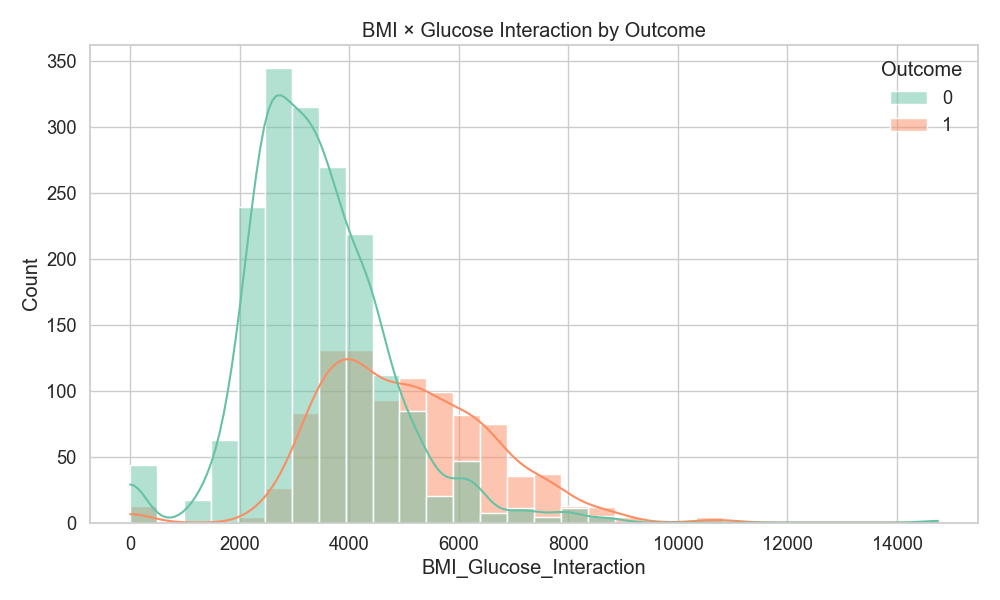 BMI × Glucose Interaction by Outcome
Outcome
0
1
Count
350
300
250
200
150
100
50
0
0 2000 4000 6000 8000 10000 12000 14000
BMI_Glucose_Interaction